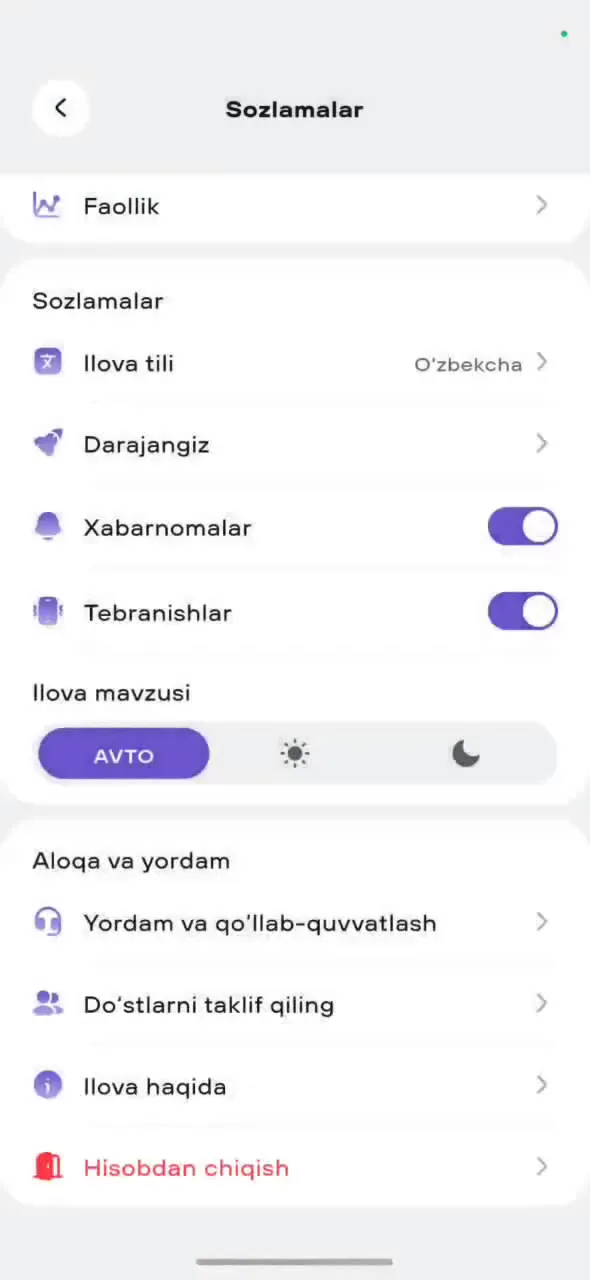 Sozlamalar
Faollik
Sozlamalar
Ilova tili
O'zbekcha
Darajangiz
Xabarnomalar
Tebranishlar
Ilova mavzusi
AVTO
Aloqa va yordam
Yordam va qo'llab-quvvatlash
Do'stlarni taklif qiling
Ilova haqida
Hisobdan chiqish